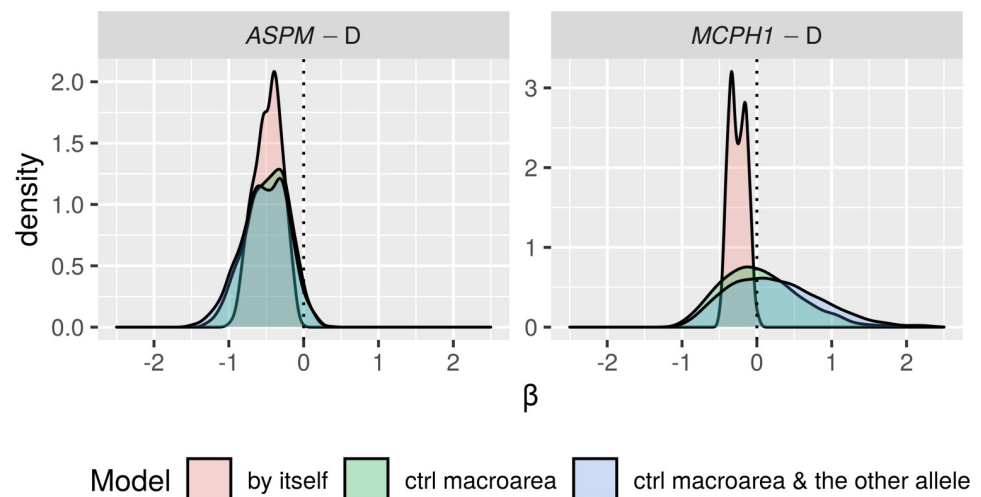 ASPM − D
MCPH1 − D
density
2.0
1.5
1.0
0.5
0.0
-2 -1 0 1 2
3
2
1
0
-2 -1 0 1 2
β
Model by itself ctrl macroarea ctrl macroarea & the other allele